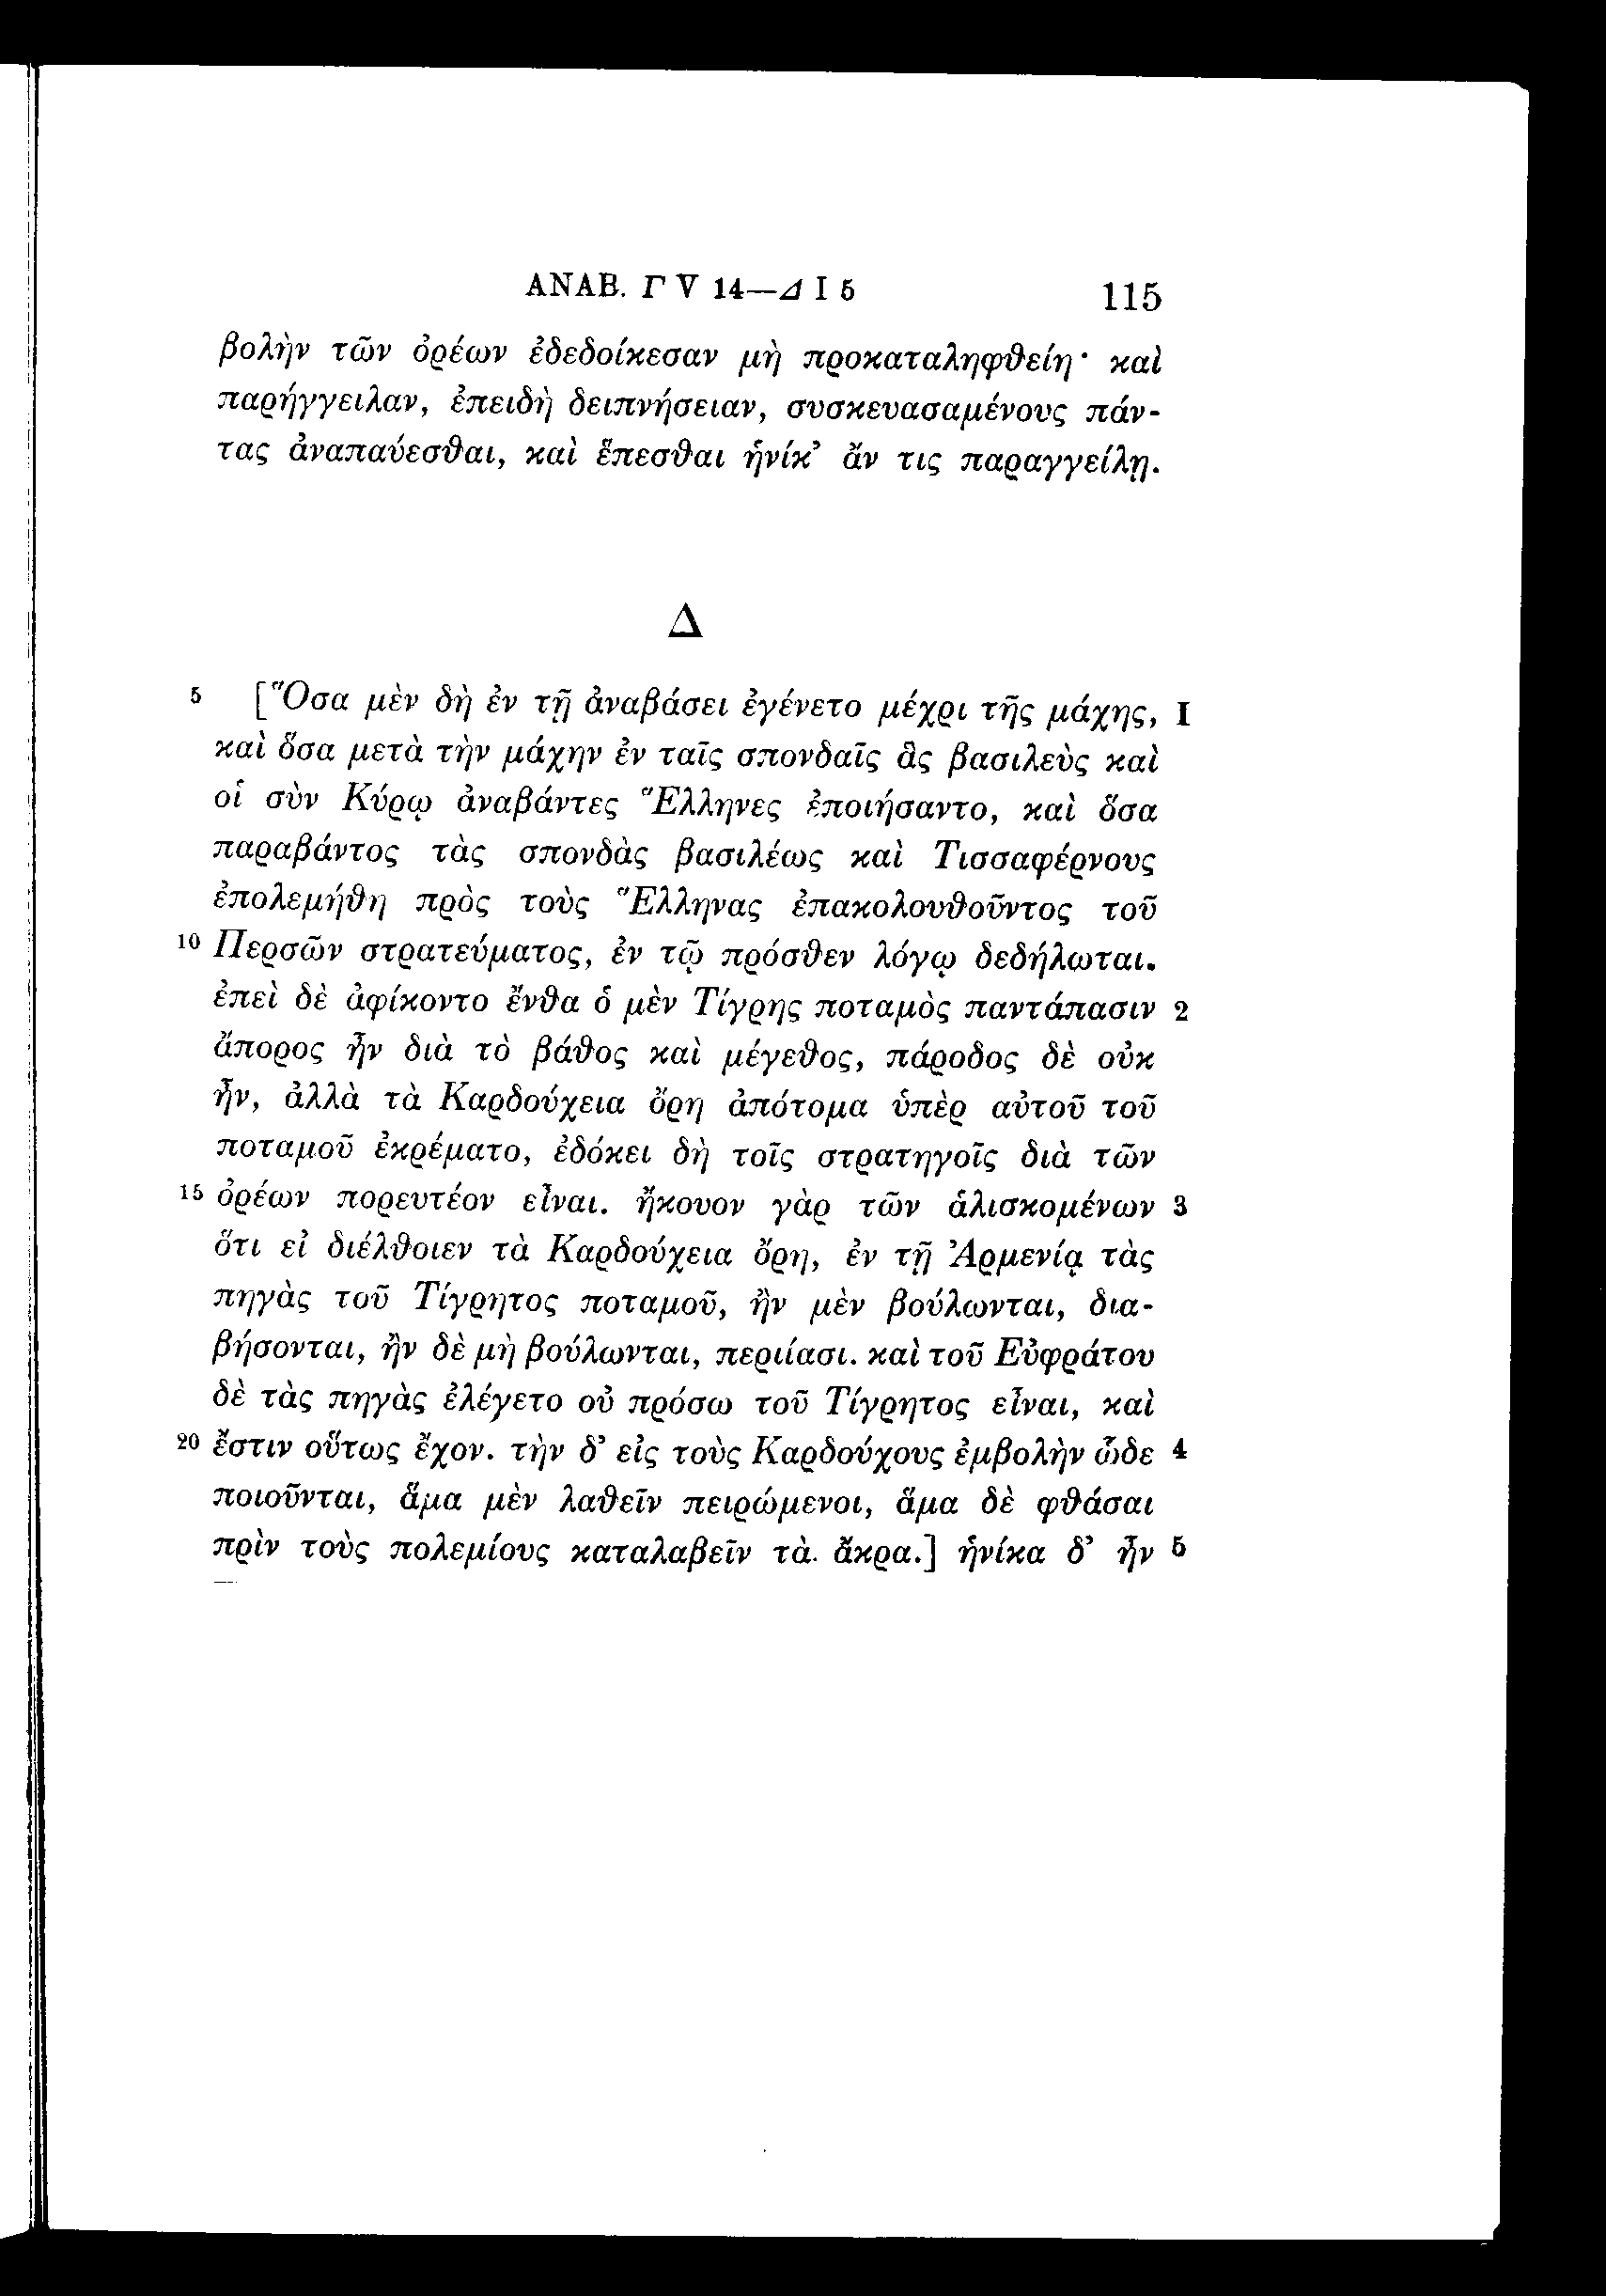 ΑΝΑΒ. Γ V 14—Δ I 5 115
βολὴν τῶν ὀρέων ἐδεδοίκεσαν μὴ προκαταληφθείη· καὶ
παρήγγειλαν, ἐπειδὴ δειπνήσειαν, συσκευασαμένους πάν-
τας ἀναπαύεσθαι, καὶ ἕπεσθαι ἡνίκ’ ἄν τις παραγγείλῃ.
Δ
5 [Ὅσα μὲν δὴ ἐν τῇ ἀναβάσει ἐγένετο μέχρι τῆς μάχης, I
καὶ ὅσα μετὰ τὴν μάχην ἐν ταῖς σπονδαῖς ἃς βασιλεὺς καὶ
οἱ σὺν Κύρῳ ἀναβάντες Ἕλληνες ἐποιήσαντο, καὶ ὅσα
παραβάντος τὰς σπονδὰς βασιλέως καὶ Τισσαφέρνους
ἐπολεμήθη πρὸς τοὺς Ἕλληνας ἐπακολουθοῦντος τοῦ
10 Περσῶν στρατεύματος, ἐν τῷ πρόσθεν λόγῳ δεδήλωται.
ἐπεὶ δὲ ἀφίκοντο ἔνθα ὁ μὲν Τίγρης ποταμὸς παντάπασιν 2
ἄπορος ἦν διὰ τὸ βάθος καὶ μέγεθος, πάροδος δὲ οὐκ
ἦν, ἀλλὰ τὰ Καρδούχεια ὄρη ἀπότομα ὑπὲρ αὐτοῦ τοῦ
ποταμοῦ ἐκρέματο, ἐδόκει δὴ τοῖς στρατηγοῖς διὰ τῶν
15 ὀρέων πορευτέον εἶναι. ἤκουον γὰρ τῶν ἁλισκομένων 3
ὅτι εἰ διέλθοιεν τὰ Καρδούχεια ὄρη, ἐν τῇ Ἀρμενίᾳ τὰς
πηγὰς τοῦ Τίγρητος ποταμοῦ, ἢν μὲν βούλωνται, δια-
βήσονται, ἢν δὲ μὴ βούλωνται, περιίασι. καὶ τοῦ Εὐφράτου
δὲ τὰς πηγὰς ἐλέγετο οὐ πρόσω τοῦ Τίγρητος εἶναι, καὶ
20 ἔστιν οὕτως ἔχον. τὴν δ’ εἰς τοὺς Καρδούχους ἐμβολὴν ὧδε 4
ποιοῦνται, ἅμα μὲν λαθεῖν πειρώμενοι, ἅμα δὲ φθάσαι
πρὶν τοὺς πολεμίους καταλαβεῖν τὰ ἄκρα.] ἡνίκα δ’ ἦν 5